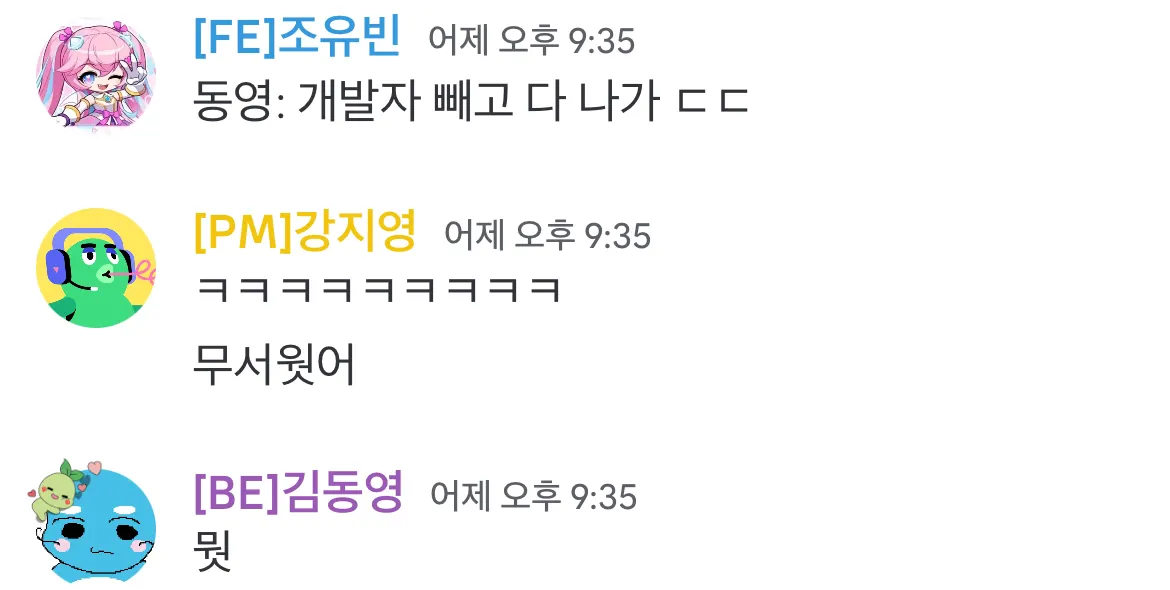 [FE]조유빈 어제 오후 9:35
동영: 개발자 빼고 다 나가 ㄷㄷ
[PM]강지영 어제 오후 9:35
ㅋㅋㅋㅋㅋㅋㅋㅋㅋ
무서웟어
[BE]김동영 어제 오후 9:35
뭣